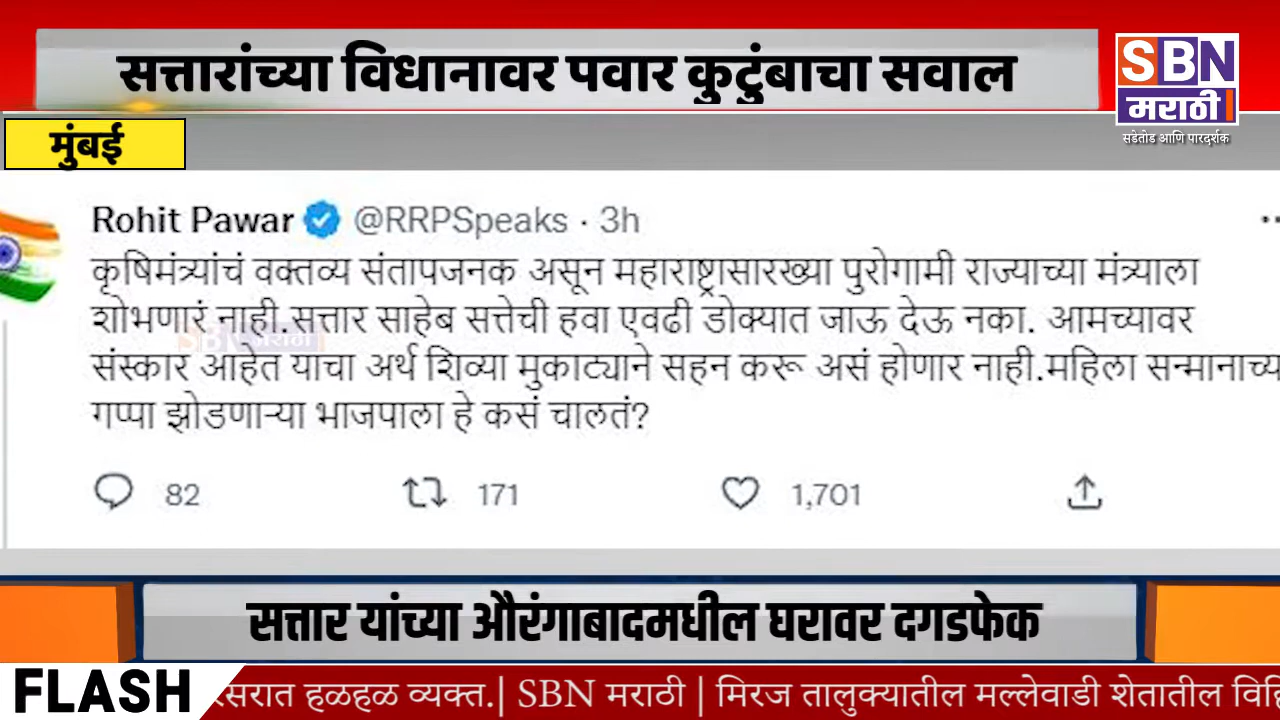 सत्तारांच्या विधानावर पवार कुटुंबाचा सवाल
SBN
मराठी
सडेतोड आणि पारदर्शक
मुंबई
Rohit Pawar @RRPSpeaks · 3h
कृषिमंत्र्यांचं वक्तव्य संतापजनक असून महाराष्ट्रासारख्या पुरोगामी राज्याच्या मंत्र्याला
शोभणारं नाही.सत्तार साहेब सत्तेची हवा एवढी डोक्यात जाऊ देऊ नका. आमच्यावर
संस्कार आहेत याचा अर्थ शिव्या मुकाट्याने सहन करू असं होणार नाही.महिला सन्मानाच्य
गप्पा झोडणाऱ्या भाजपाला हे कसं चालतं?
82 171 1,701
सत्तार यांच्या औरंगाबादमधील घरावर दगडफेक
FLASH
सरात हळहळ व्यक्त.| SBN मराठी | मिरज तालुक्यातील मल्लेवाडी शेतातील